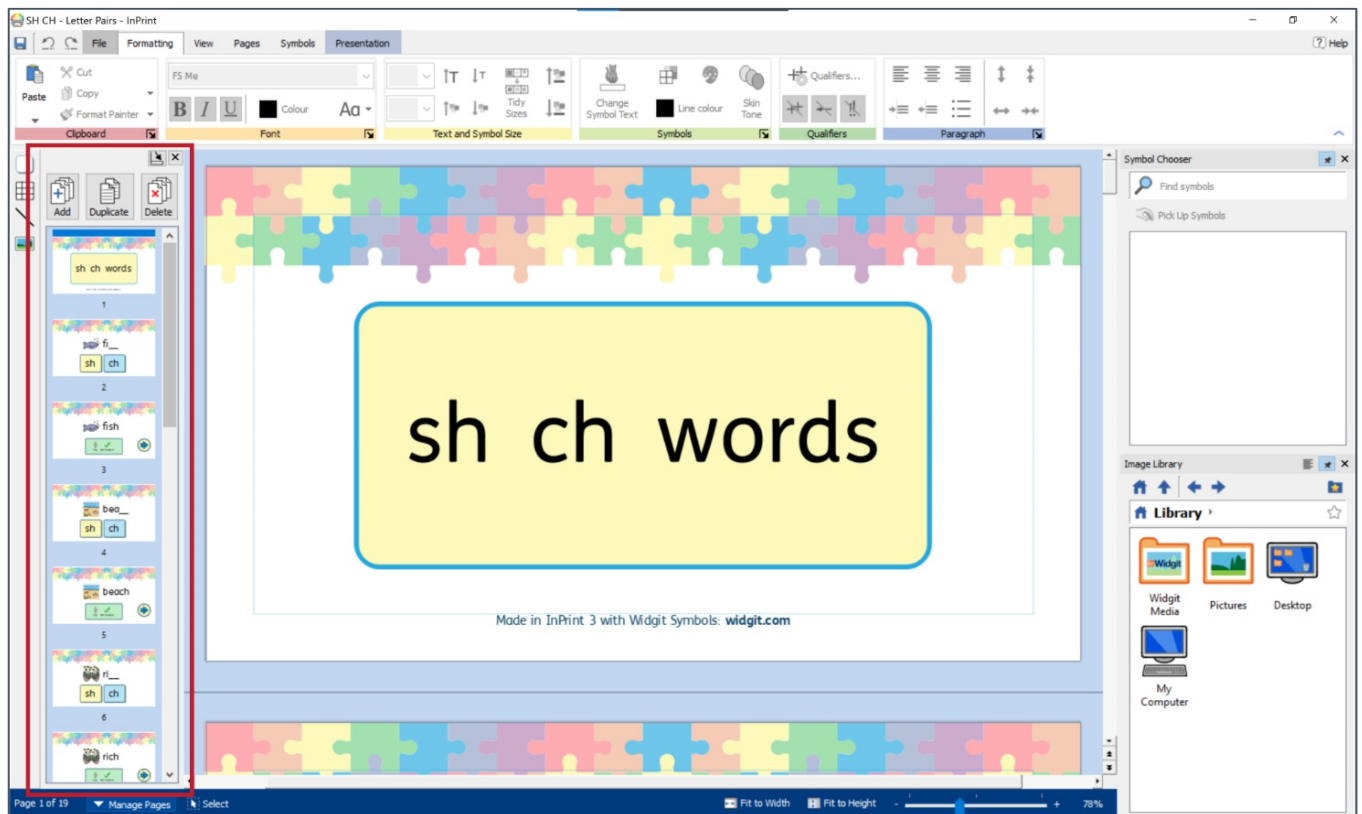 SH CH - Letter Pairs - InPrint
File Formatting View Pages Symbols Presentation Help
Paste
Cut
Copy
Format Painter
Clipboard
FS Me
B I U Colour Aa
Font
Tidy Sizes
Text and Symbol Size
Change Symbol Text
Line colour
Skin Tone
Symbols
Qualifiers...
Qualifiers
Paragraph
Add Duplicate Delete
sh ch words
1
fi__
sh ch
2
fish
3
bea__
sh ch
4
beach
5
ri__
sh ch
6
rich
sh ch words
Made in InPrint 3 with Widgit Symbols: widgit.com
Symbol Chooser
Find symbols
Pick Up Symbols
Image Library
Library
Widgit
Widgit Media
Pictures
Desktop
My Computer
Page 1 of 19 Manage Pages Select Fit to Width Fit to Height - + 78%